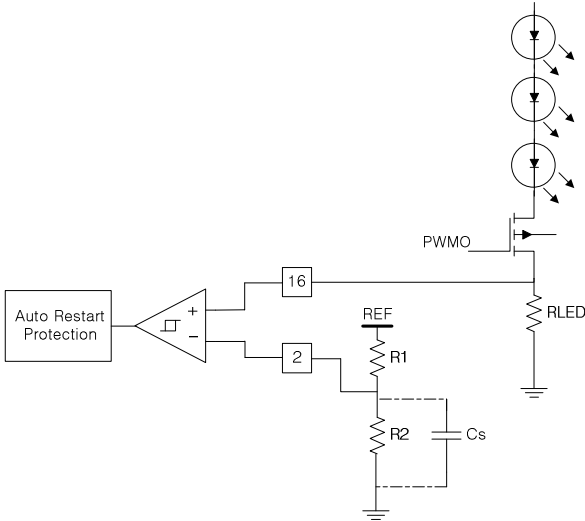 PWMO
16
RLED
Auto Restart
Protection
+
−
REF
2
R1
R2
Cs